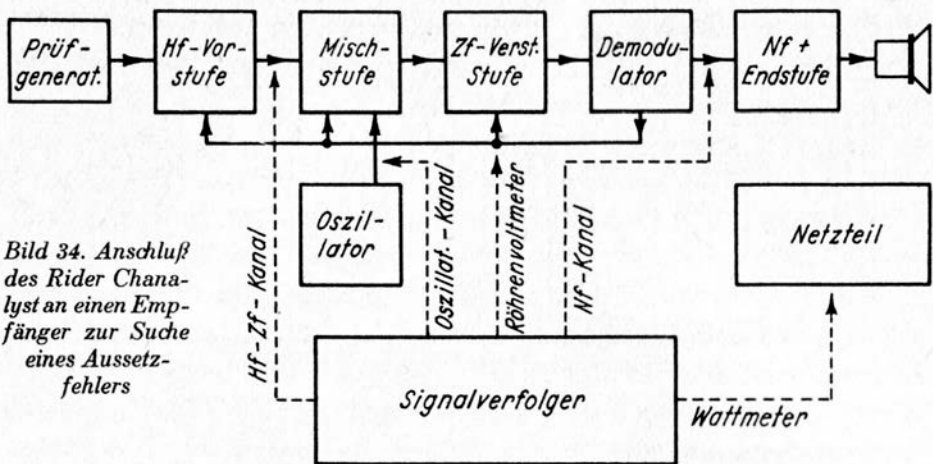 Prüf-
generat.
Hf-Vor-
stufe
Misch-
stufe
Zf-Verst.
Stufe
Demodu-
lator
Nf +
Endstufe
Oszil-
lator
Netzteil
Hf-Zf-Kanal
Oszillat.-Kanal
Röhrenvoltmeter
Nf-Kanal
Bild 34. Anschluß
des Rider Chana-
lyst an einen Emp-
fänger zur Suche
eines Aussetz-
fehlers
Signalverfolger
Wattmeter